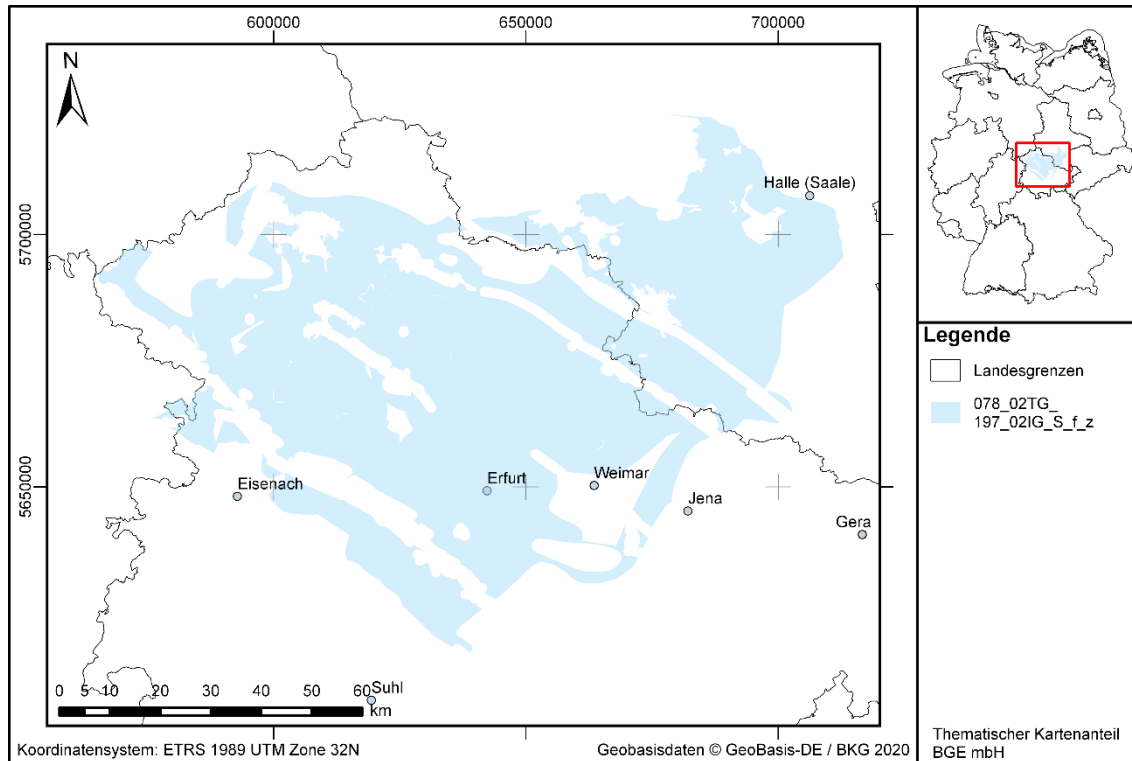 600000 650000 700000
N
Halle (Saale)
5700000
Legende
Landesgrenzen
078_02TG_
197_02IG_S_f_z
5650000
Eisenach
Erfurt
Weimar
Jena
Gera
Suhl
0 5 10 20 30 40 50 60
km
Koordinatensystem: ETRS 1989 UTM Zone 32N
Geobasisdaten © GeoBasis-DE / BKG 2020
Thematischer Kartenanteil
BGE mbH